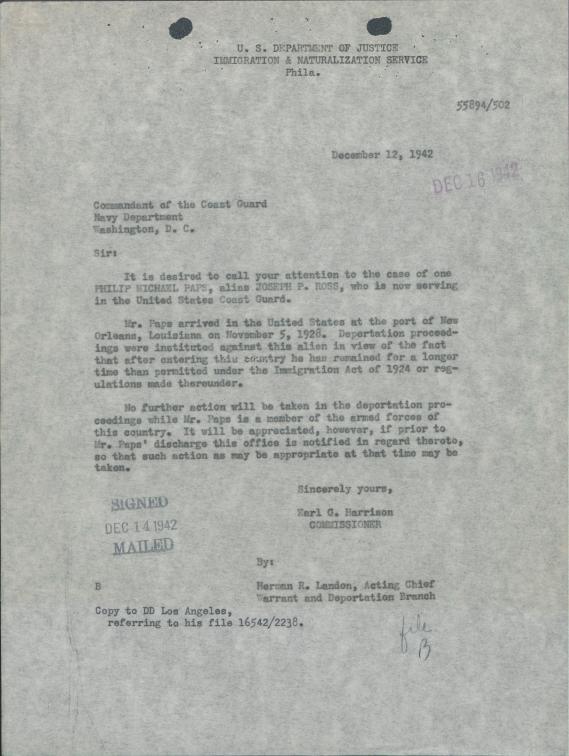 U. S. DEPARTMENT OF JUSTICE
IMMIGRATION & NATURALIZATION SERVICE
Phila.
55894/502
December 12, 1942
DEC 16 1942
Commandant of the Coast Guard
Navy Department
Washington, D. C.
Sir:
It is desired to call your attention to the case of one
PHILIP MICHAEL PAPS, alias JOSEPH P. ROSS, who is now serving
in the United States Coast Guard.
Mr. Paps arrived in the United States at the port of New
Orleans, Louisiana on November 5, 1928. Deportation proceed-
ings were instituted against this alien in view of the fact
that after entering this country he has remained for a longer
time than permitted under the Immigration Act of 1924 or reg-
ulations made thereunder.
No further action will be taken in the deportation pro-
ceedings while Mr. Paps is a member of the armed forces of
this country. It will be appreciated, however, if prior to
Mr. Paps' discharge this office is notified in regard thereto,
so that such action as may be appropriate at that time may be
taken.
Sincerely yours,
Earl G. Harrison
COMMISSIONER
SIGNED
DEC 14 1942
MAILED
By:
B
Herman R. Landon, Acting Chief
Warrant and Deportation Branch
Copy to DD Los Angeles,
referring to his file 16542/2238.
file
B